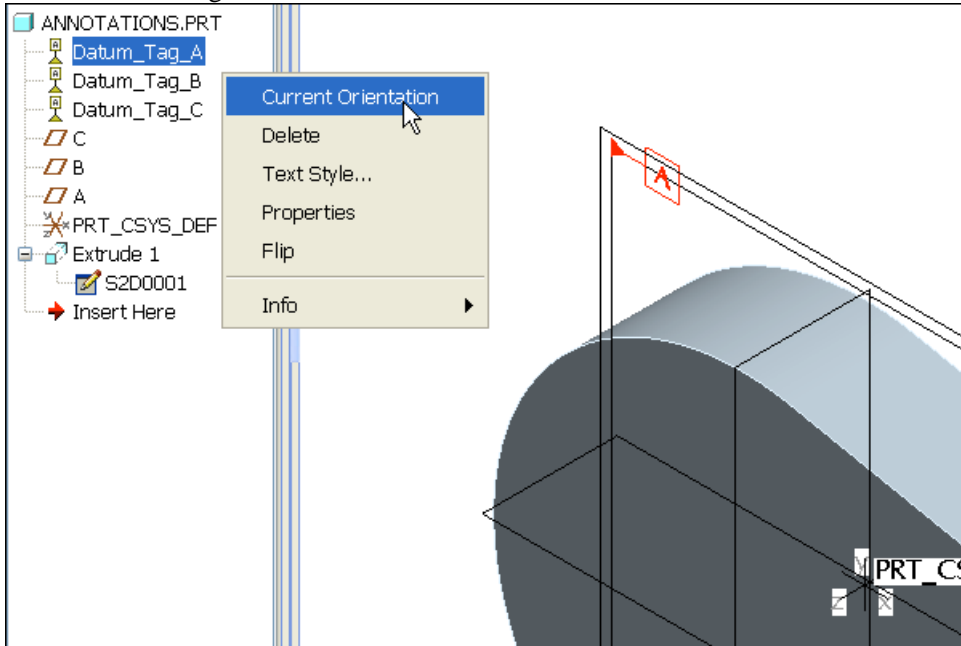 ANNOTATIONS.PRT
Datum_Tag_A
Datum_Tag_B
Datum_Tag_C
C
B
A
PRT_CSYS_DEF
Extrude 1
S2D0001
Insert Here
Current Orientation
Delete
Text Style...
Properties
Flip
Info
A
Y
PRT_CS
Z
X